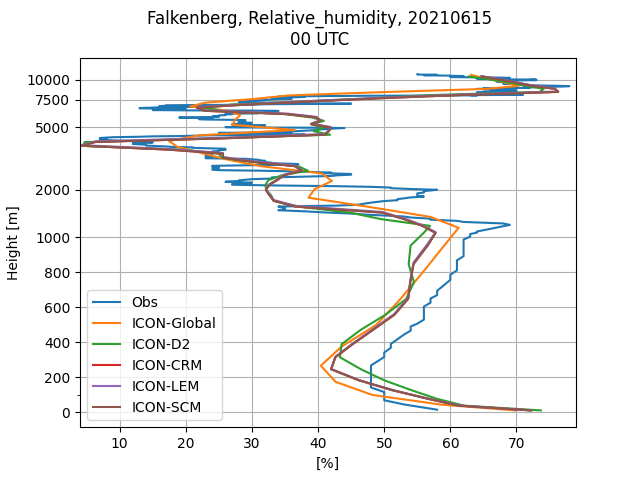 Falkenberg, Relative_humidity, 20210615
00 UTC
10000
7500
5000
2000
1000
800
600
400
200
0
Height [m]
Obs
ICON-Global
ICON-D2
ICON-CRM
ICON-LEM
ICON-SCM
10 20 30 40 50 60 70
[%]